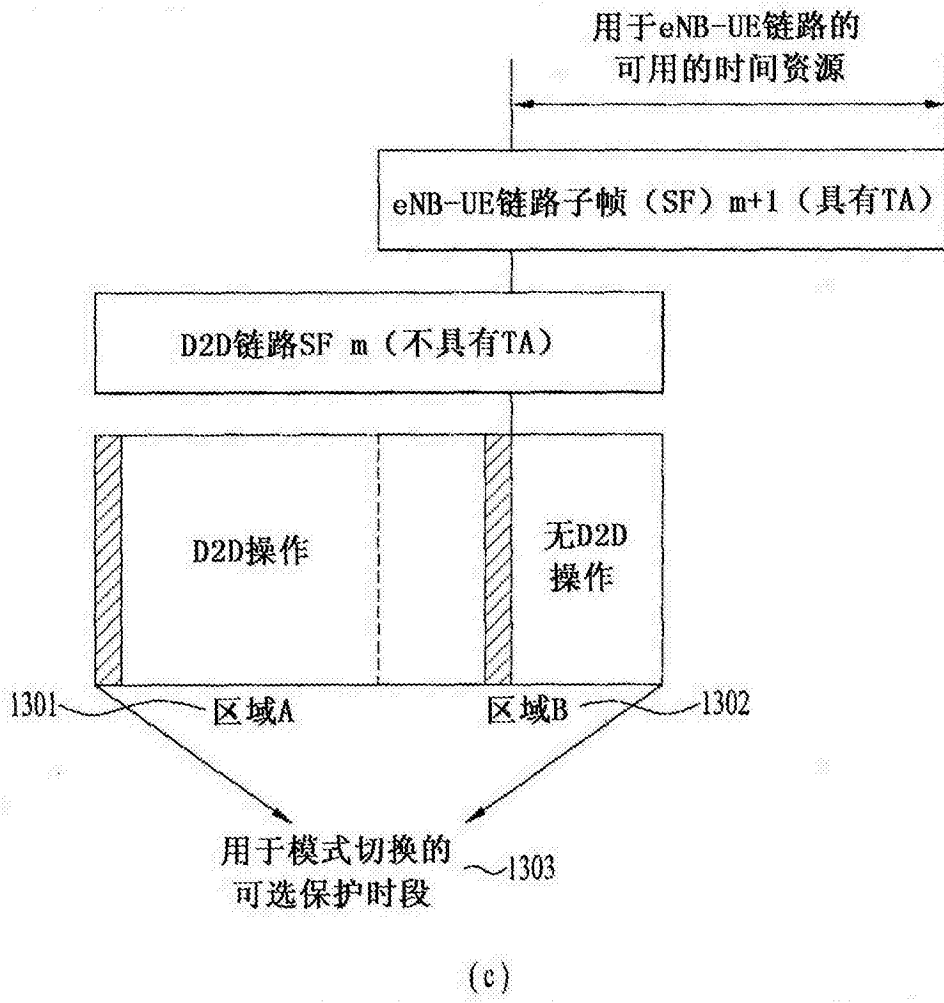 用于eNB-UE链路的
可用的时间资源
eNB-UE链路子帧（SF）m+1（具有TA）
D2D链路SF m（不具有TA）
D2D操作
无D2D
操作
1301
区域A
区域B
1302
用于模式切换的
可选保护时段
1303
(c)